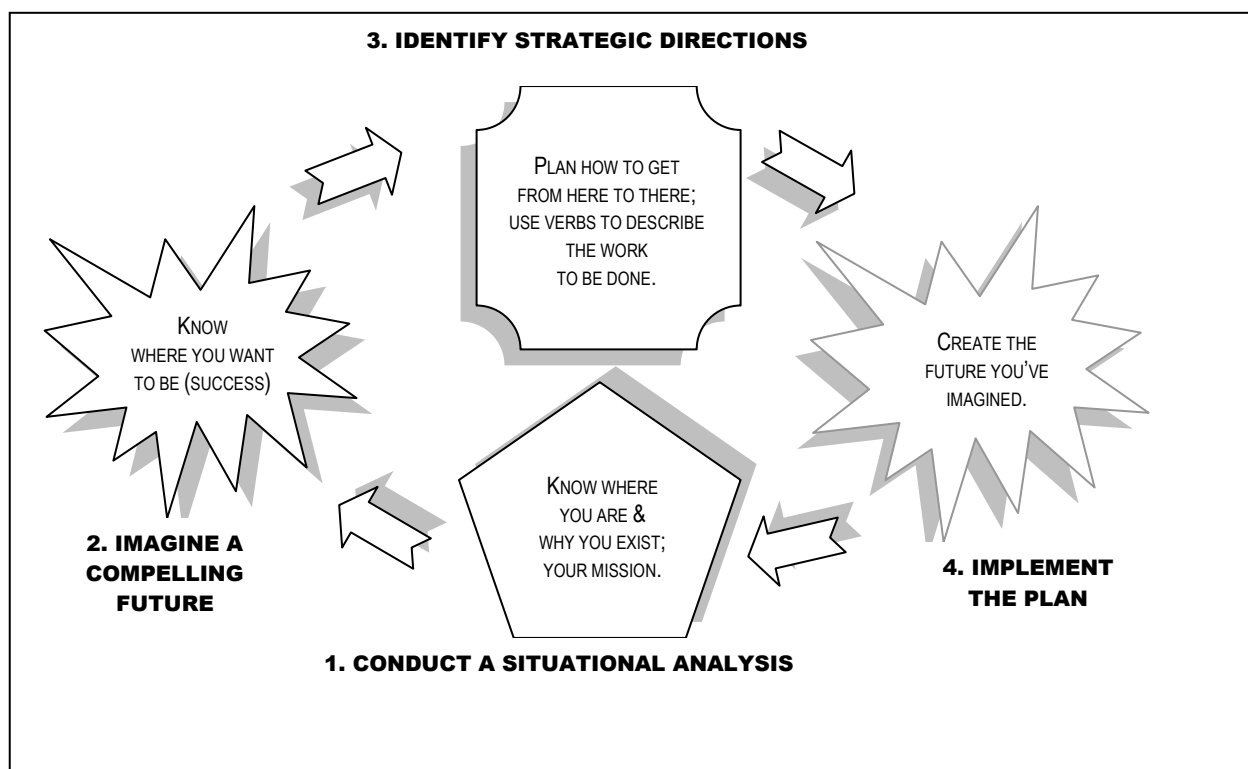 3. IDENTIFY STRATEGIC DIRECTIONS
PLAN HOW TO GET
FROM HERE TO THERE;
USE VERBS TO DESCRIBE
THE WORK
TO BE DONE.
KNOW
WHERE YOU WANT
TO BE (SUCCESS)
CREATE THE
FUTURE YOU’VE
IMAGINED.
KNOW WHERE
YOU ARE &
WHY YOU EXIST;
YOUR MISSION.
2. IMAGINE A
COMPELLING
FUTURE
4. IMPLEMENT
THE PLAN
1. CONDUCT A SITUATIONAL ANALYSIS